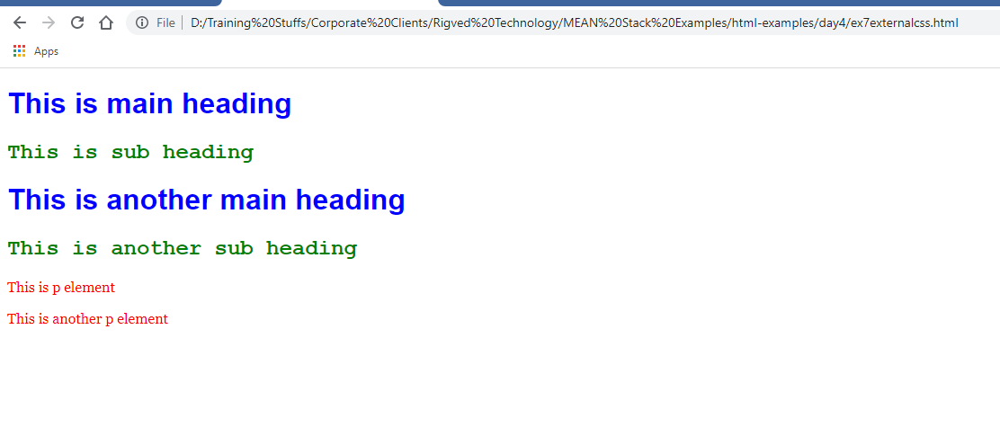 File D:/Training%20Stuffs/Corporate%20Clients/Rigved%20Technology/MEAN%20Stack%20Examples/html-examples/day4/ex7externalcss.html
Apps
This is main heading
This is sub heading
This is another main heading
This is another sub heading
This is p element
This is another p element